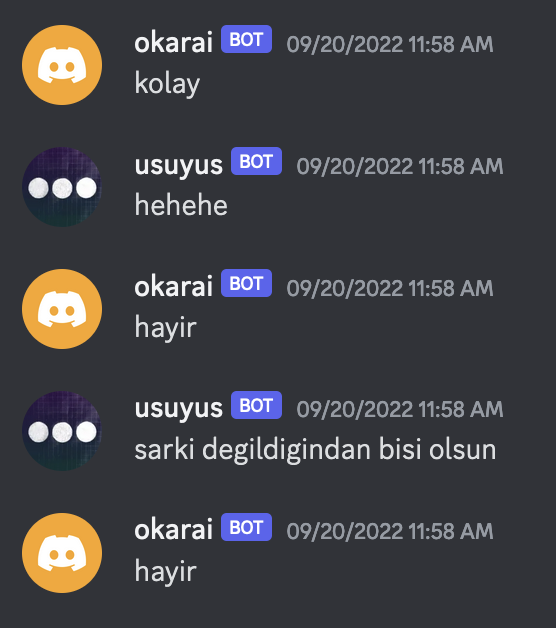 okarai BOT 09/20/2022 11:58 AM
kolay
usuyus BOT 09/20/2022 11:58 AM
hehehe
okarai BOT 09/20/2022 11:58 AM
hayir
usuyus BOT 09/20/2022 11:58 AM
sarki degildigindan bisi olsun
okarai BOT 09/20/2022 11:58 AM
hayir